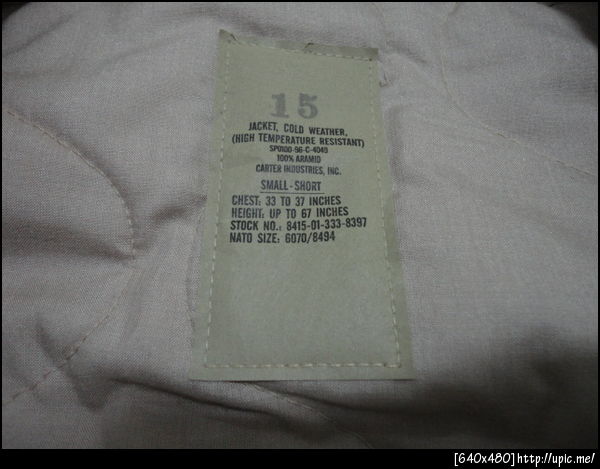 15
JACKET, COLD WEATHER,
(HIGH TEMPERATURE RESISTANT)
SPO100-96-C-4049
100% ARAMID
CARTER INDUSTRIES, INC.
SMALL-SHORT
CHEST: 33 TO 37 INCHES
HEIGHT: UP TO 67 INCHES
STOCK NO.: 8415-01-333-8397
NATO SIZE: 6070/8494
[640x480]http://upic.me/